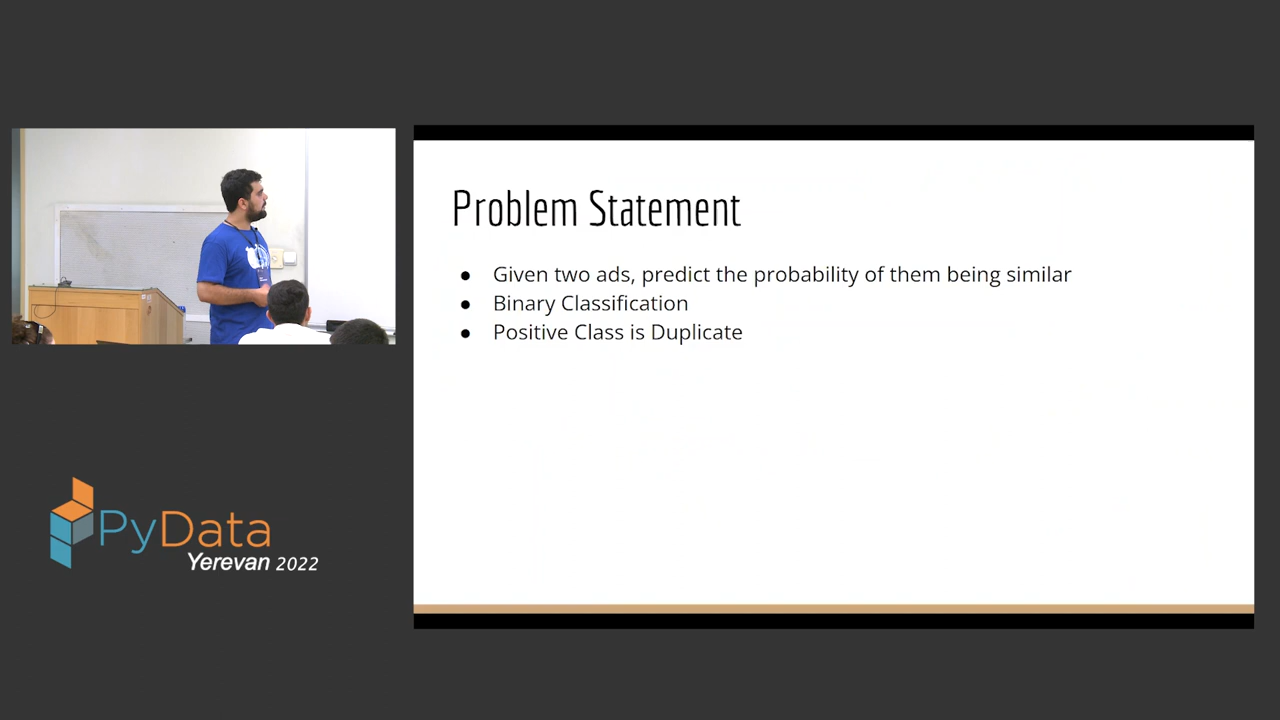 Problem Statement
● Given two ads, predict the probability of them being similar
● Binary Classification
● Positive Class is Duplicate
PyData
Yerevan 2022